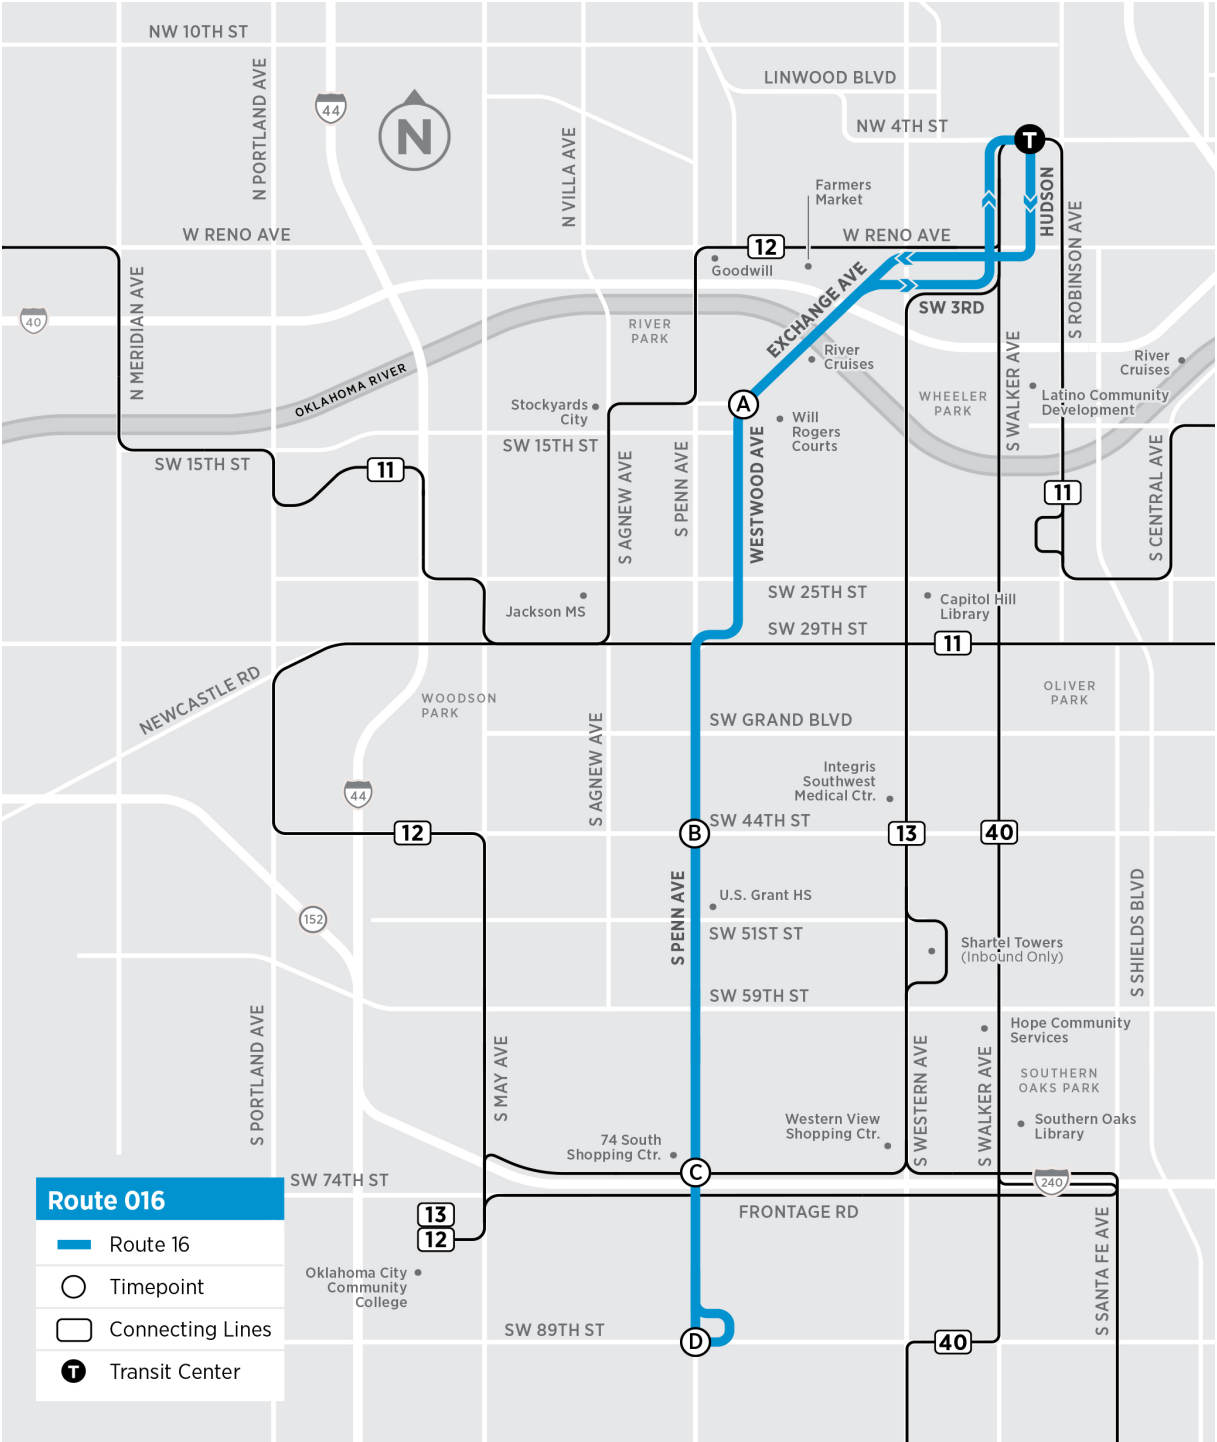 NW 10TH ST
LINWOOD BLVD
N PORTLAND AVE
44
N
NW 4TH ST
T
N VILLA AVE
Farmers
Market
HUDSON
W RENO AVE
W RENO AVE
12
Goodwill
S ROBINSON AVE
N MERIDIAN AVE
EXCHANGE AVE
SW 3RD
40
RIVER
PARK
River
Cruises
River
Cruises
OKLAHOMA RIVER
S WALKER AVE
WHEELER
PARK
Latino Community
Development
Stockyards
City
A
Will
Rogers
Courts
SW 15TH ST
SW 15TH ST
11
S AGNEW AVE
S PENN AVE
WESTWOOD AVE
11
S CENTRAL AVE
Jackson MS
SW 25TH ST
Capitol Hill
Library
SW 29TH ST
11
NEWCASTLE RD
WOODSON
PARK
OLIVER
PARK
SW GRAND BLVD
S AGNEW AVE
Integris
Southwest
Medical Ctr.
44
12
B
SW 44TH ST
13
40
S PENN AVE
U.S. Grant HS
S SHIELDS BLVD
152
SW 51ST ST
Shartel Towers
(Inbound Only)
SW 59TH ST
S PORTLAND AVE
S MAY AVE
Hope Community
Services
S WESTERN AVE
S WALKER AVE
SOUTHERN
OAKS PARK
Western View
Shopping Ctr.
Southern Oaks
Library
74 South
Shopping Ctr.
C
SW 74TH ST
240
13
12
FRONTAGE RD
Oklahoma City
Community
College
S SANTA FE AVE
SW 89TH ST
D
40
Route 016
Route 16
Timepoint
Connecting Lines
T
Transit Center